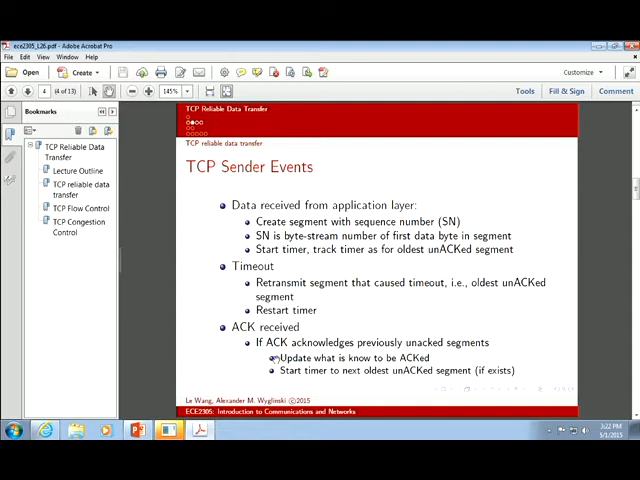 ece2305_L26.pdf - Adobe Acrobat Pro
File Edit View Window Help
Open Create Customize
4 (4 of 13) 145% Tools Fill & Sign Comment
Bookmarks
TCP Reliable Data
Transfer
Lecture Outline
TCP reliable data
transfer
TCP Flow Control
TCP Congestion
Control
TCP Reliable Data Transfer
TCP reliable data transfer
TCP Sender Events
Data received from application layer:
Create segment with sequence number (SN)
SN is byte-stream number of first data byte in segment
Start timer, track timer as for oldest unACKed segment
Timeout
Retransmit segment that caused timeout, i.e., oldest unACKed
segment
Restart timer
ACK received
If ACK acknowledges previously unacked segments
Update what is know to be ACKed
Start timer to next oldest unACKed segment (if exists)
Le Wang, Alexander M. Wyglinski ©2015
ECE2305: Introduction to Communications and Networks
3:22 PM
5/1/2015